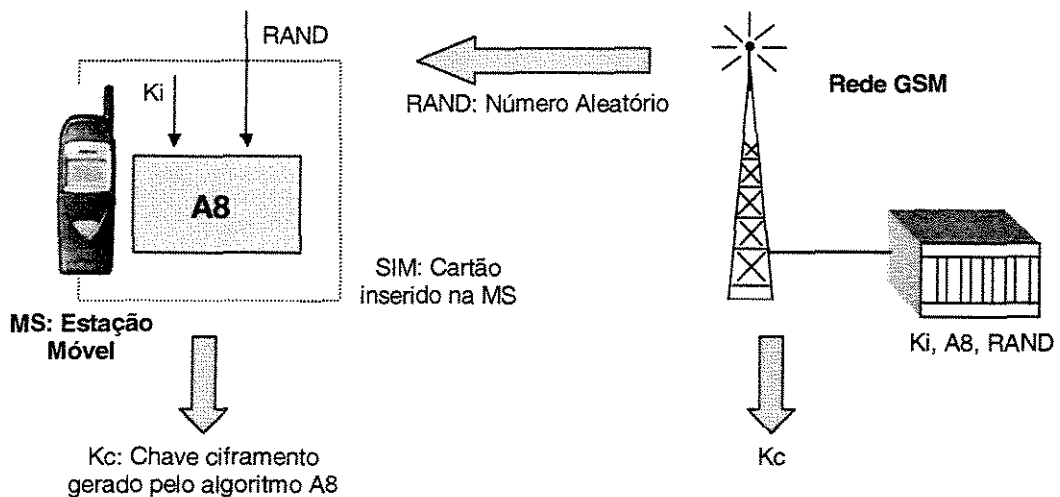 RAND
Ki
A8
RAND: Número Aleatório
Rede GSM
SIM: Cartão
inserido na MS
MS: Estação
Móvel
Ki, A8, RAND
Kc: Chave ciframento
gerado pelo algoritmo A8
Kc